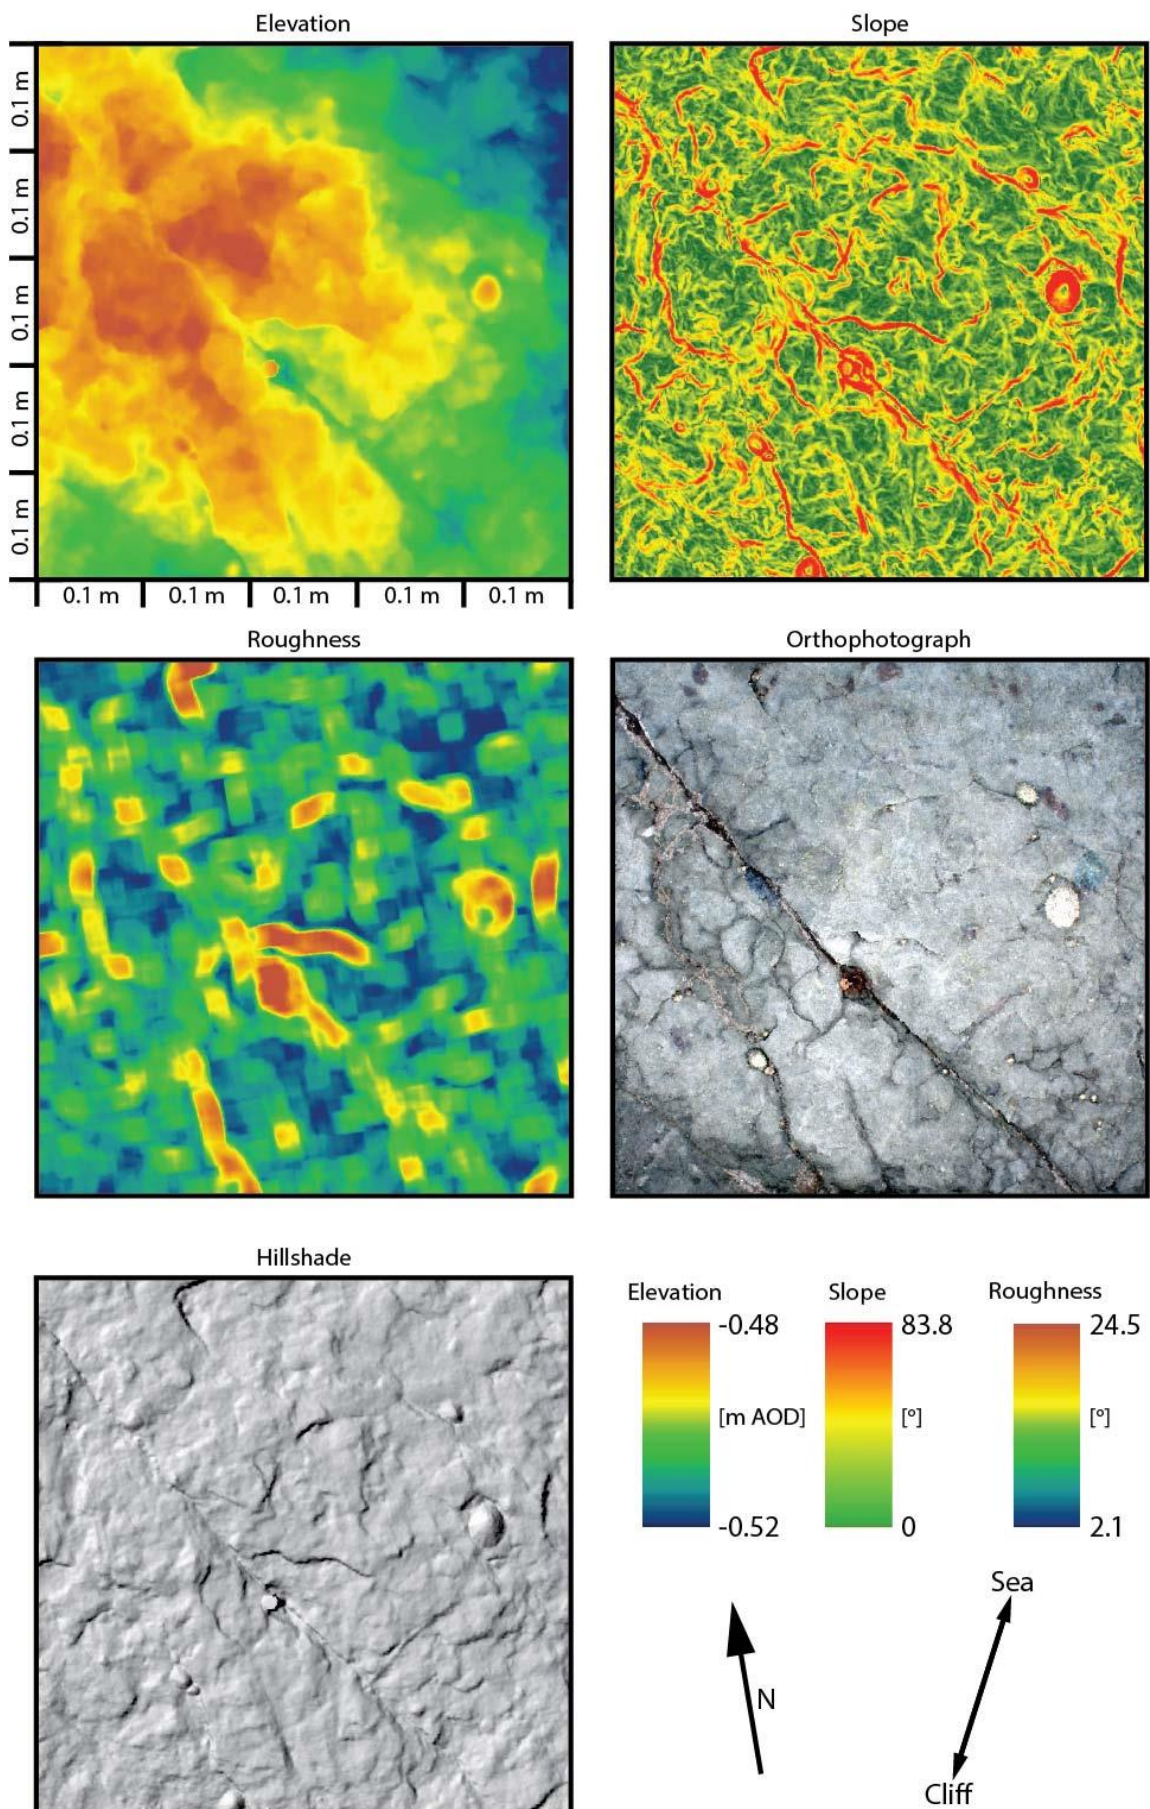 Elevation
Slope
0.1 m
0.1 m
0.1 m
0.1 m
0.1 m
0.1 m
0.1 m
0.1 m
0.1 m
0.1 m
Roughness
Orthophotograph
Hillshade
Elevation
Slope
Roughness
-0.48
83.8
24.5
[m AOD]
[°]
[°]
-0.52
0
2.1
Sea
N
Cliff